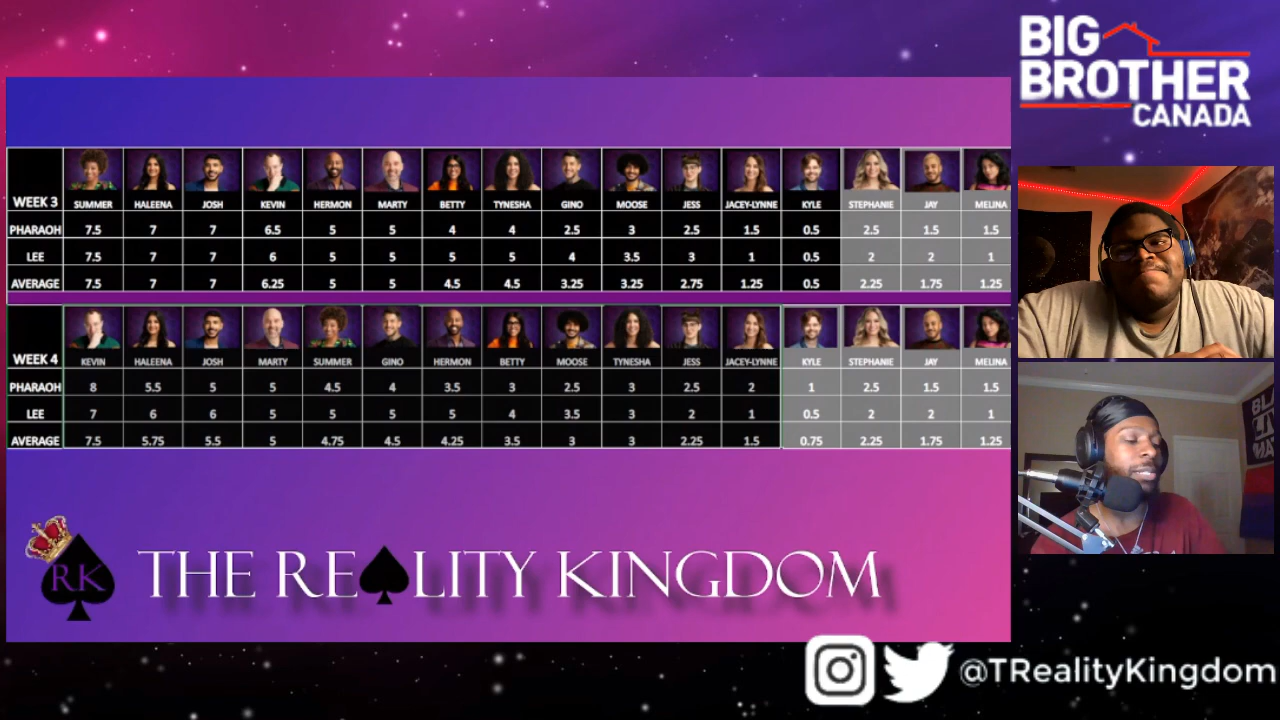 BIG
BROTHER
CANADA
WEEK 3 SUMMER HALEENA JOSH KEVIN HERMON MARTY BETTY TYNESHA GINO MOOSE JESS JACEY-LYNNE KYLE STEPHANIE JAY MELINA
PHARAOH 7.5 7 7 6.5 5 5 4 4 2.5 3 2.5 1.5 0.5 2.5 1.5 1.5
LEE 7.5 7 7 6 5 5 5 5 4 3.5 3 1 0.5 2 2 1
AVERAGE 7.5 7 7 6.25 5 5 4.5 4.5 3.25 3.25 2.75 1.25 0.5 2.25 1.75 1.25
WEEK 4 KEVIN HALEENA JOSH MARTY SUMMER GINO HERMON BETTY MOOSE TYNESHA JESS JACEY-LYNNE KYLE STEPHANIE JAY MELINA
PHARAOH 8 5.5 5 5 4.5 4 3.5 3 2.5 3 2.5 2 1 2.5 1.5 1.5
LEE 7 6 6 5 5 5 5 4 3.5 3 2 1 0.5 2 2 1
AVERAGE 7.5 5.75 5.5 5 4.75 4.5 4.25 3.5 3 3 2.25 1.5 0.75 2.25 1.75 1.25
RK
THE RE♠LITY KINGDOM
@TRealityKingdom